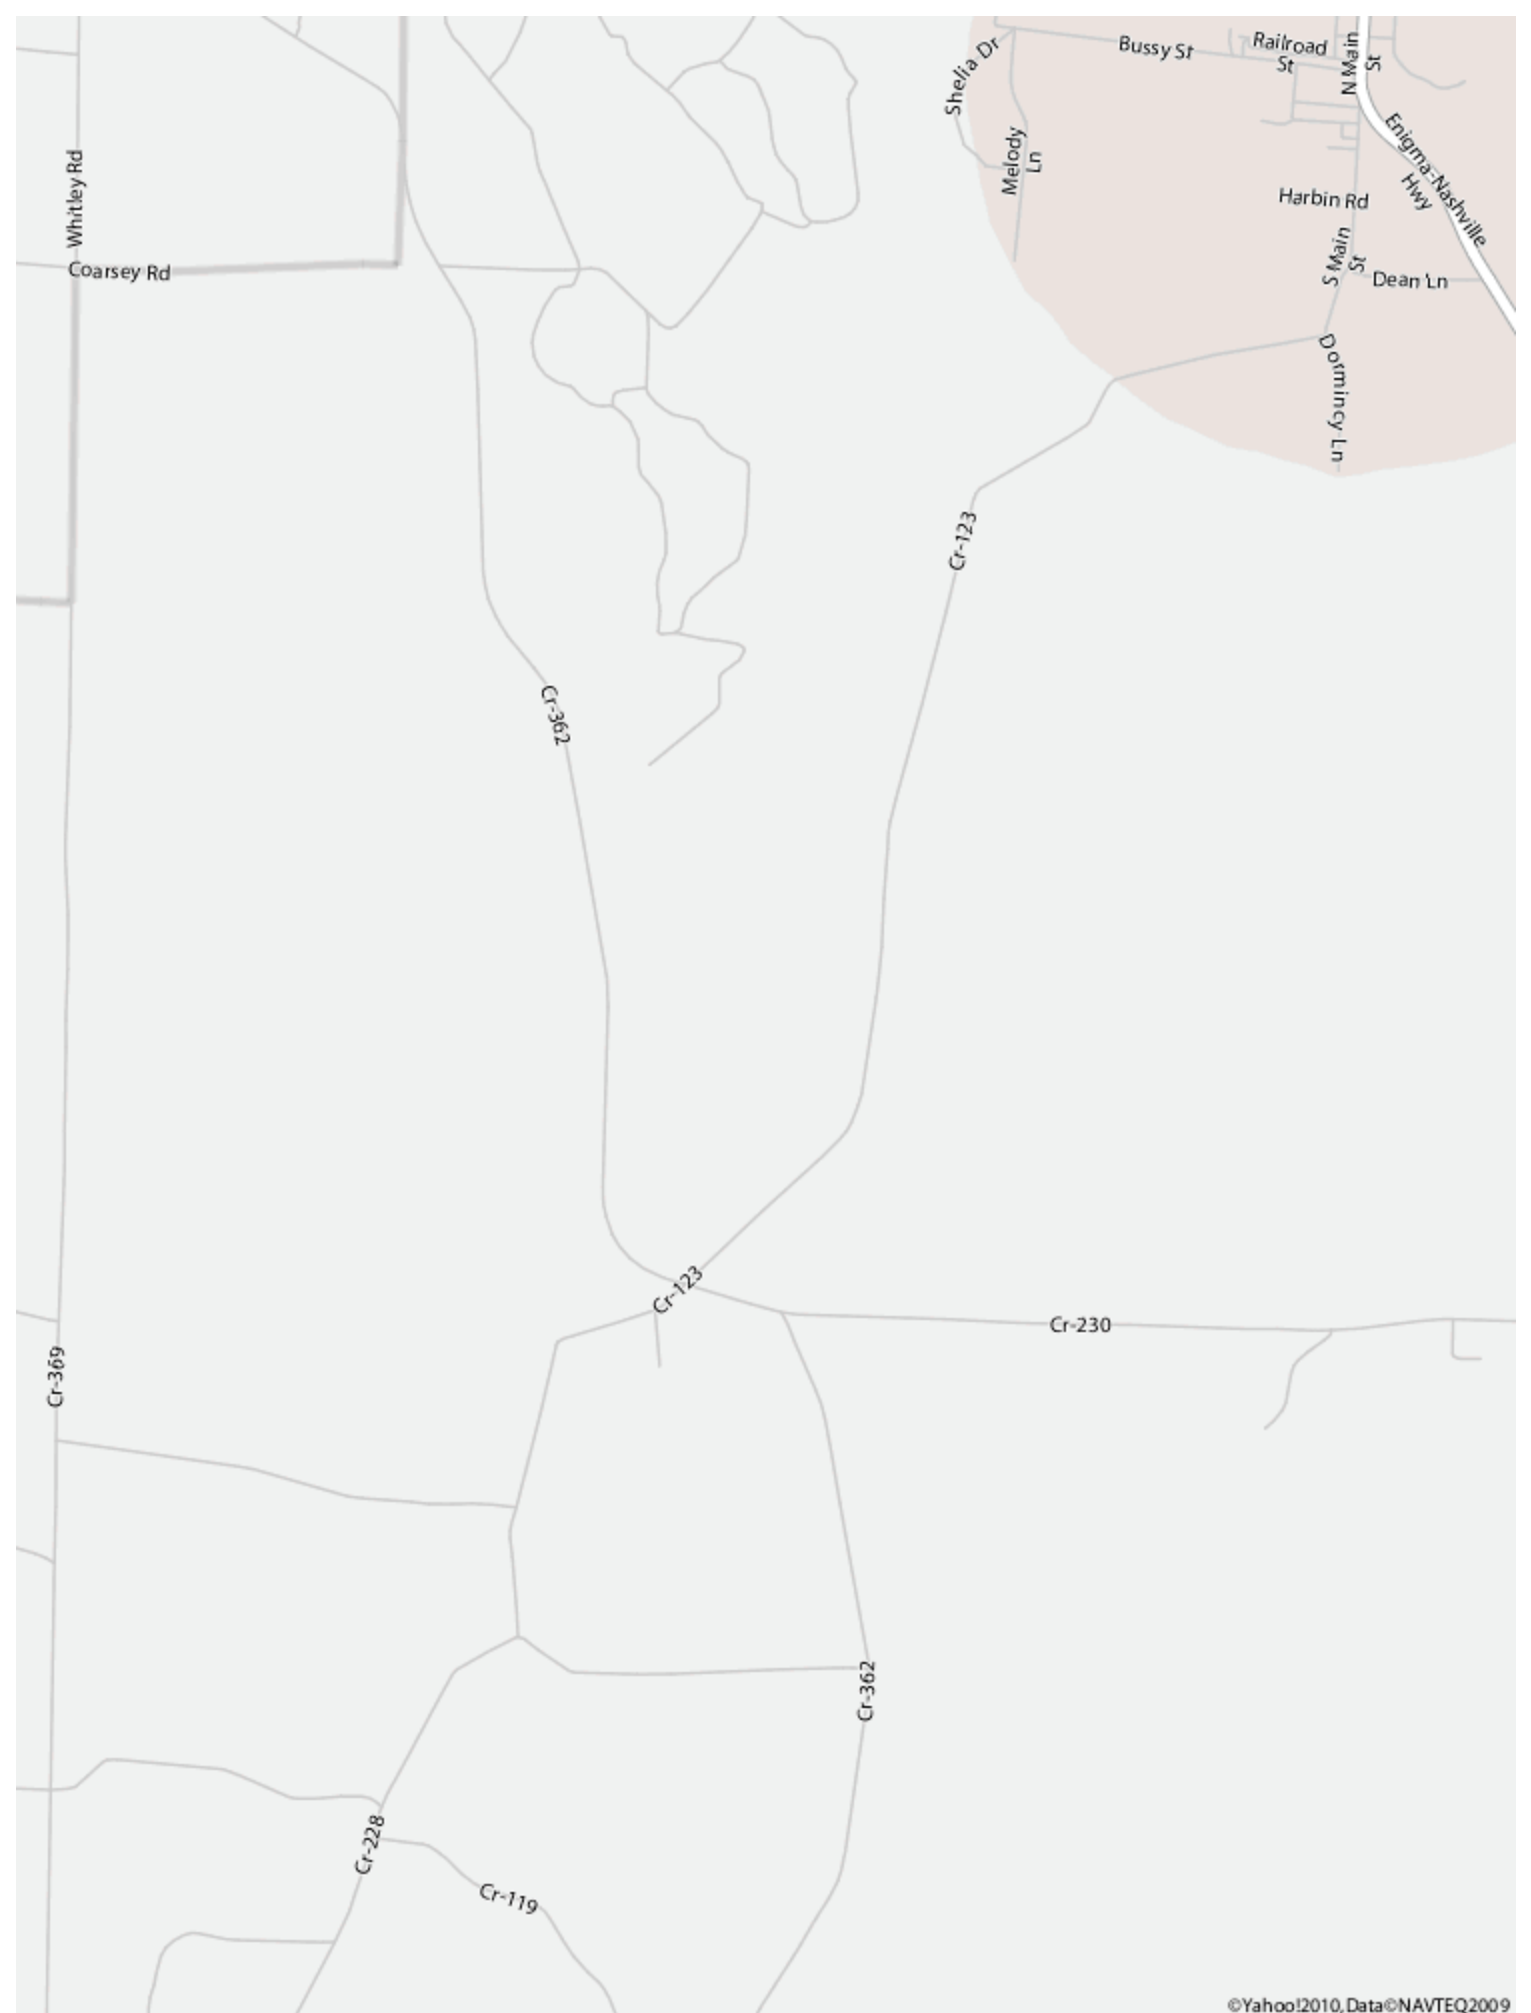 Bussy St
Railroad
St
N Main
St
Shelia Dr
Melody
Ln
Enigma-Nashville
Hwy
Whitley Rd
Harbin Rd
S Main
St
Coarsey Rd
Dean Ln
Dormincy Ln
Cr-123
Cr-362
Cr-123
Cr-230
Cr-369
Cr-362
Cr-228
Cr-119
©Yahoo!2010, Data©NAVTEQ2009